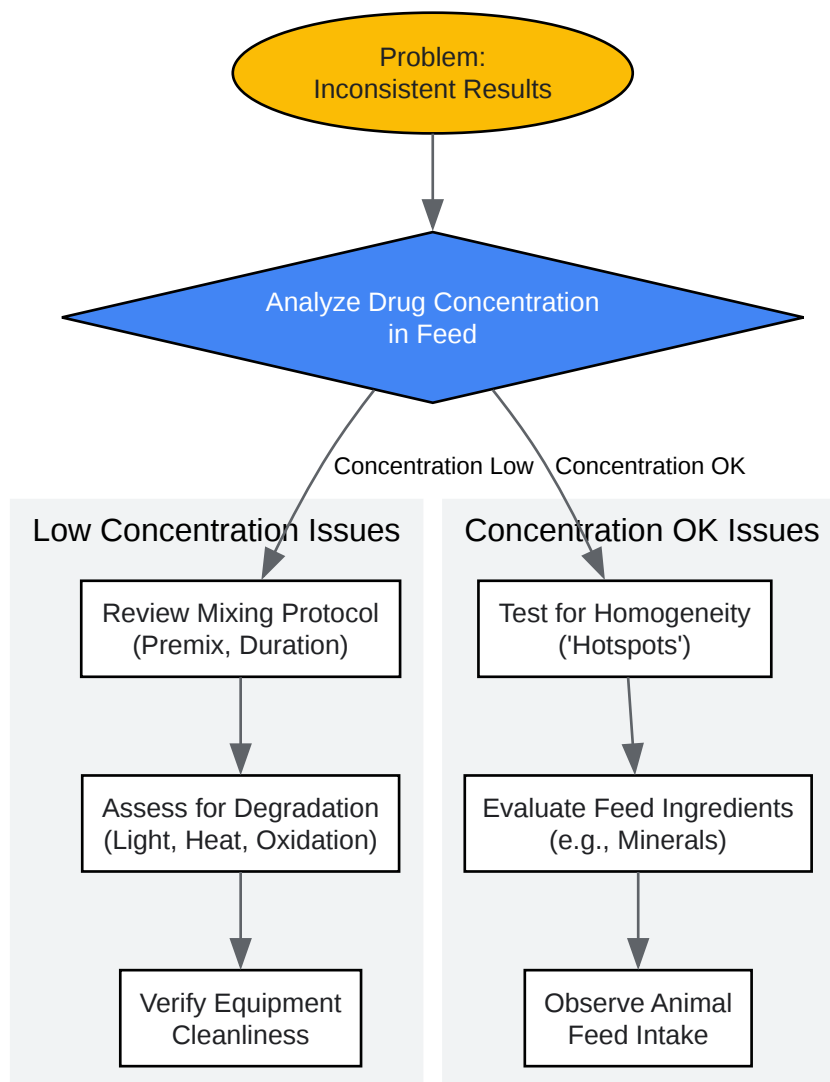 Problem:
Inconsistent Results
Analyze Drug Concentration
in Feed
Concentration Low
Concentration OK
Low Concentration Issues
Review Mixing Protocol
(Premix, Duration)
Assess for Degradation
(Light, Heat, Oxidation)
Verify Equipment
Cleanliness
Concentration OK Issues
Test for Homogeneity
('Hotspots')
Evaluate Feed Ingredients
(e.g., Minerals)
Observe Animal
Feed Intake